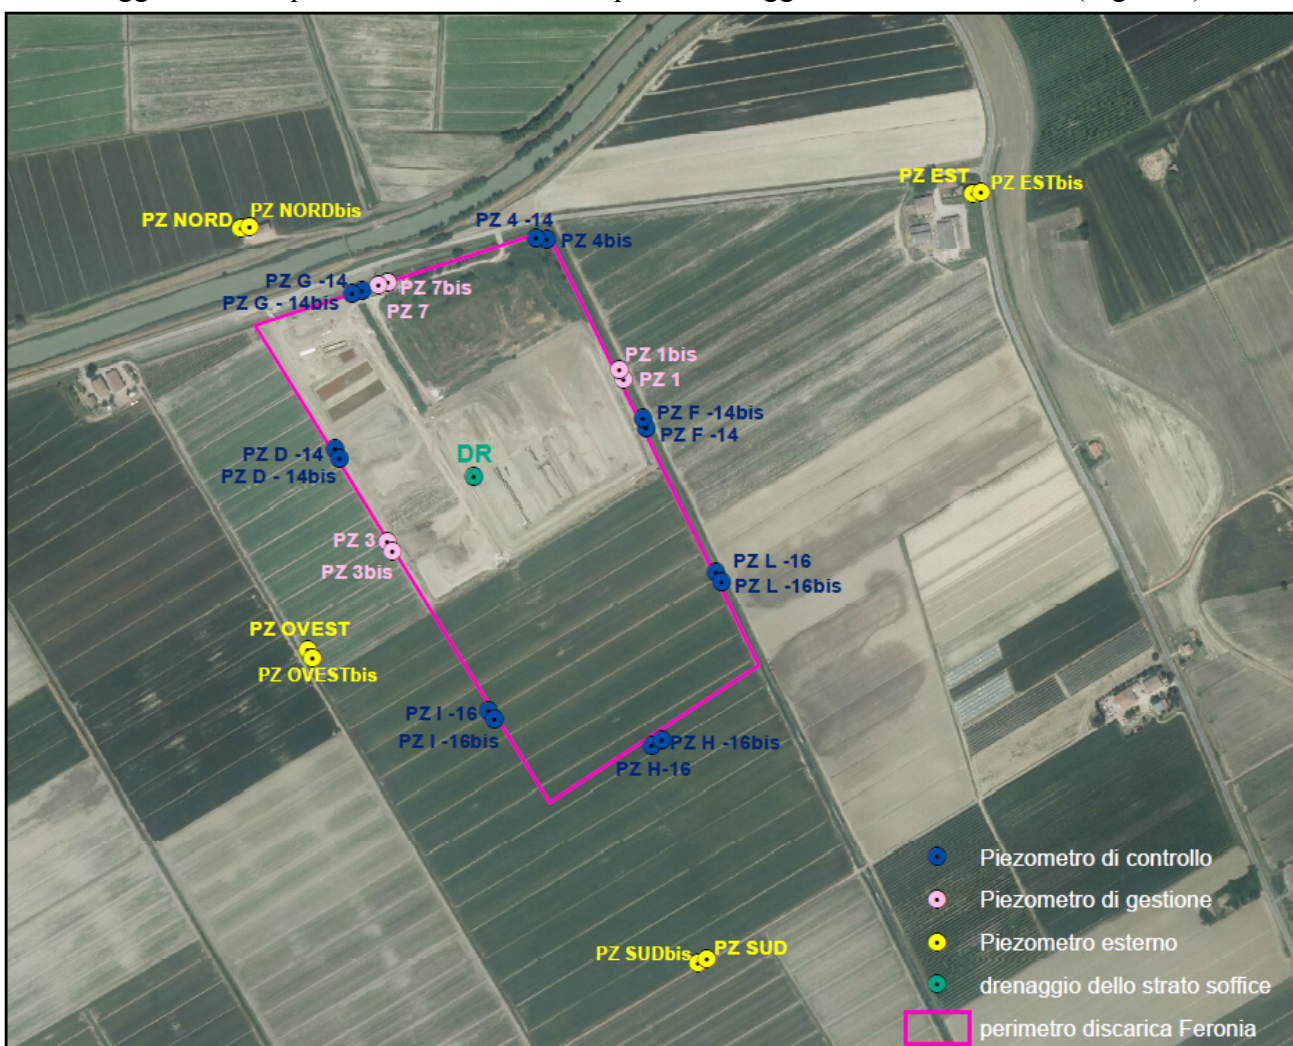 PZ EST
PZ ESTbis
PZ NORDbis
PZ NORD
PZ 4 -14
PZ 4bis
PZ G -14
PZ 7bis
PZ G - 14bis
PZ 7
PZ 1bis
PZ 1
PZ F -14bis
PZ F -14
PZ D -14
DR
PZ D - 14bis
PZ 3
PZ 3bis
PZ L -16
PZ L -16bis
PZ OVEST
PZ OVESTbis
PZ I -16
PZ I -16bis
PZ H -16bis
PZ H-16
PZ SUDbis
PZ SUD
Piezometro di controllo
Piezometro di gestione
Piezometro esterno
drenaggio dello strato soffice
perimetro discarica Feronia